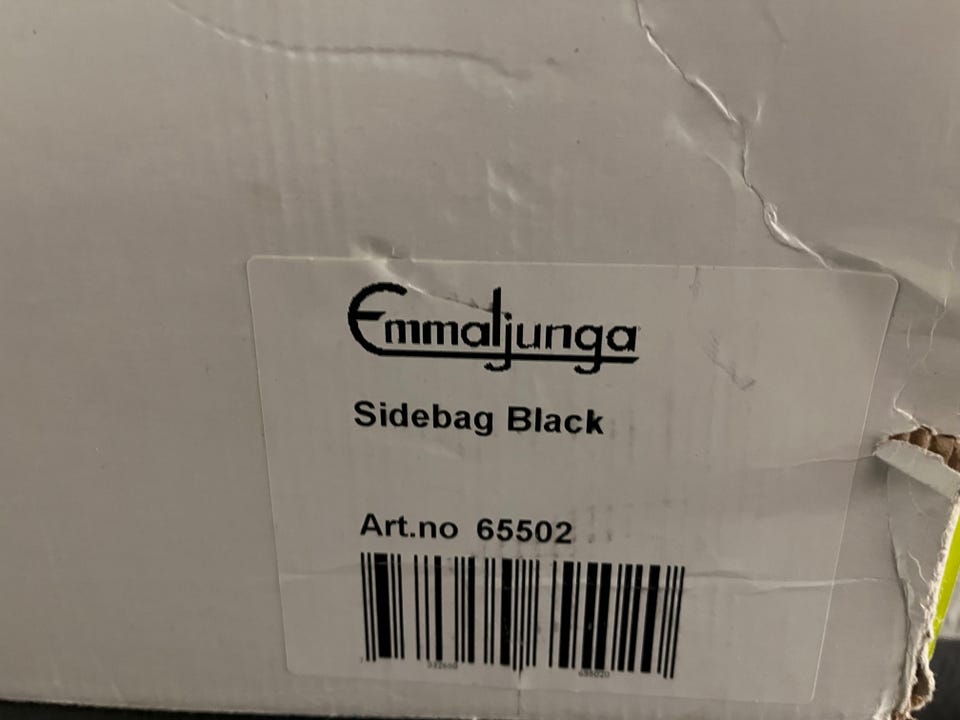 Emmaljunga
Sidebag Black
Art.no 65502